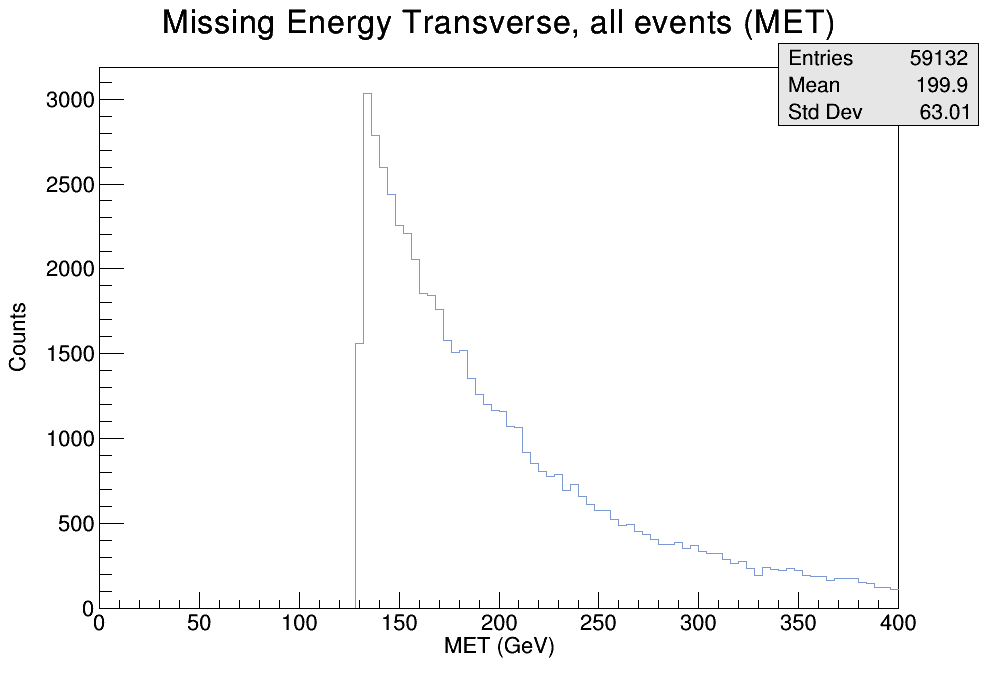 Missing Energy Transverse, all events (MET)
Entries 59132
Mean 199.9
Std Dev 63.01
3000
2500
2000
1500
1000
500
0
Counts
0 50 100 150 200 250 300 350 400
MET (GeV)